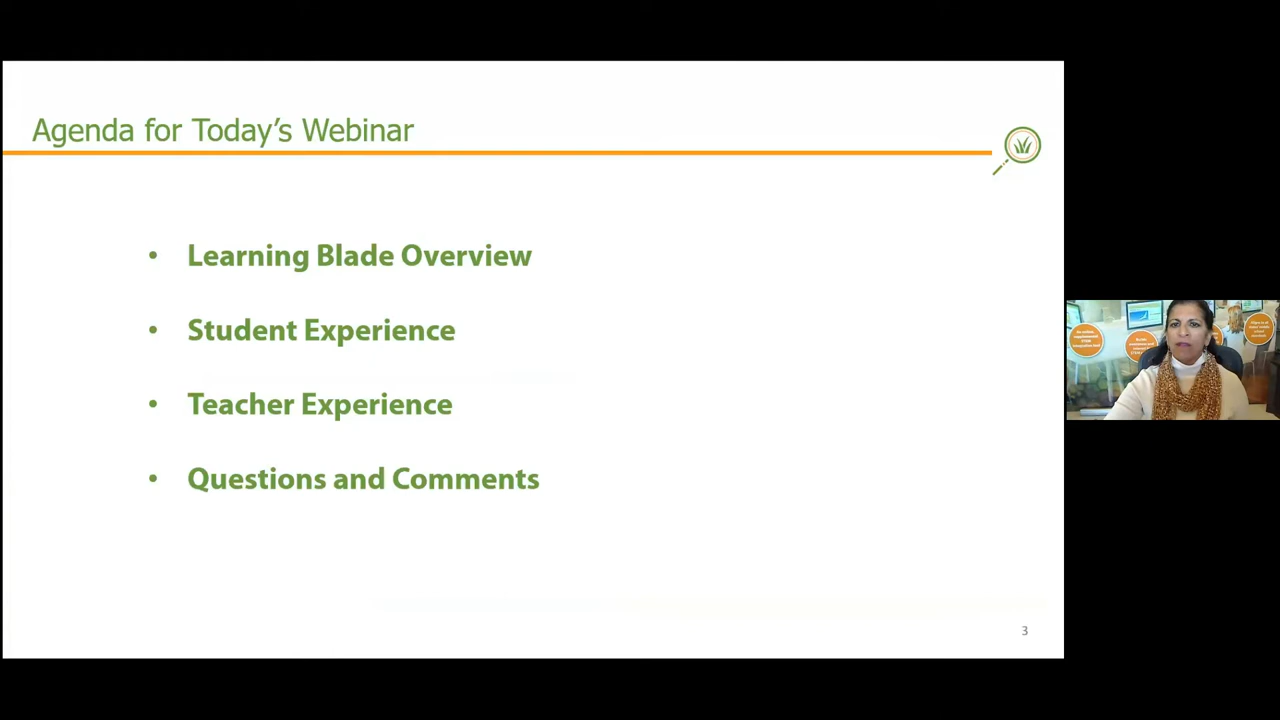 Agenda for Today's Webinar
• Learning Blade Overview
• Student Experience
• Teacher Experience
• Questions and Comments
3